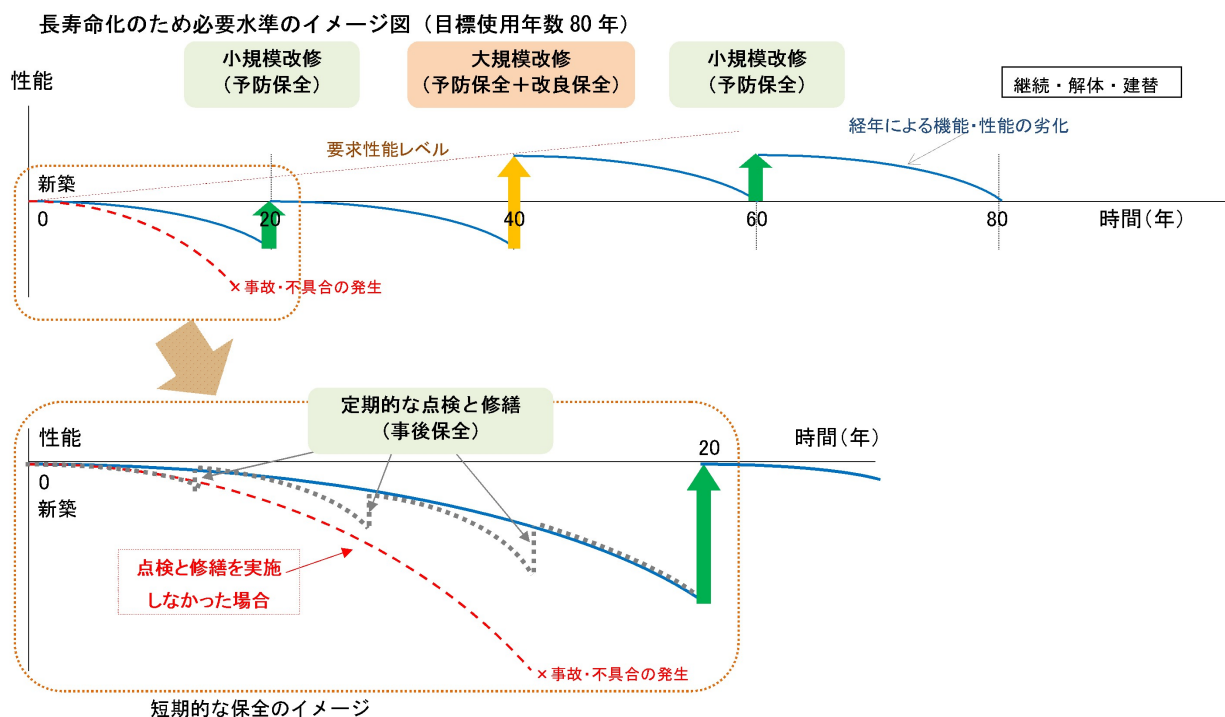 長寿命化のため必要水準のイメージ図（目標使用年数 80 年）
小規模改修
（予防保全）
大規模改修
（予防保全＋改良保全）
小規模改修
（予防保全）
性能
継続・解体・建替
経年による機能・性能の劣化
要求性能レベル
新築
0
20
40
60
80
時間（年）
×事故・不具合の発生
定期的な点検と修繕
（事後保全）
性能
20
時間（年）
0
新築
点検と修繕を実施
しなかった場合
×事故・不具合の発生
短期的な保全のイメージ